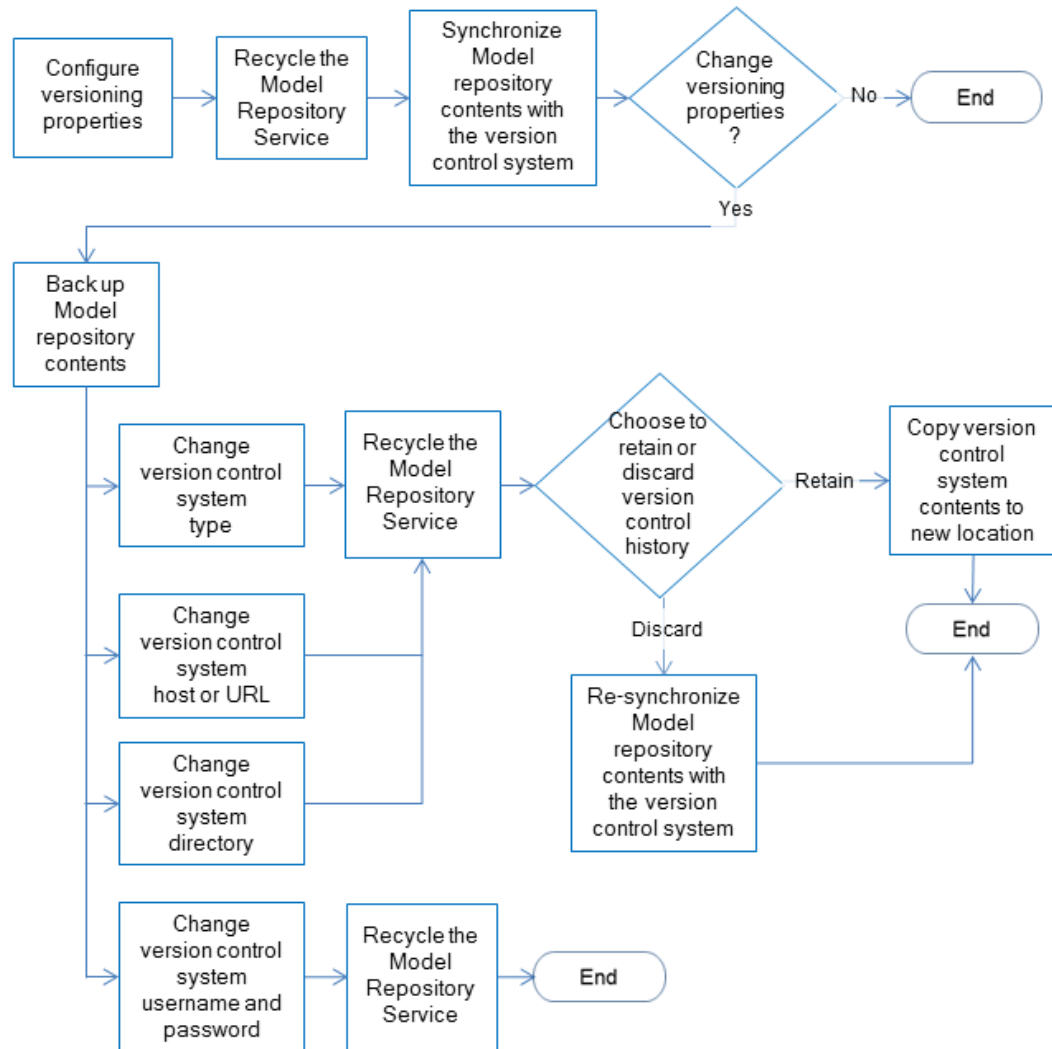 Configure
versioning
properties
Recycle the
Model
Repository
Service
Synchronize
Model
repository
contents with
the version
control system
Change
versioning
properties
?
No
End
Yes
Back up
Model
repository
contents
Change
version control
system
type
Recycle the
Model
Repository
Service
Choose to
retain or
discard
version
control
history
Retain
Copy version
control
system
contents to
new location
End
Discard
Re-synchronize
Model
repository
contents with
the version
control system
Change
version control
system
host or URL
Change
version control
system
directory
Change
version control
system
username and
password
Recycle the
Model
Repository
Service
End